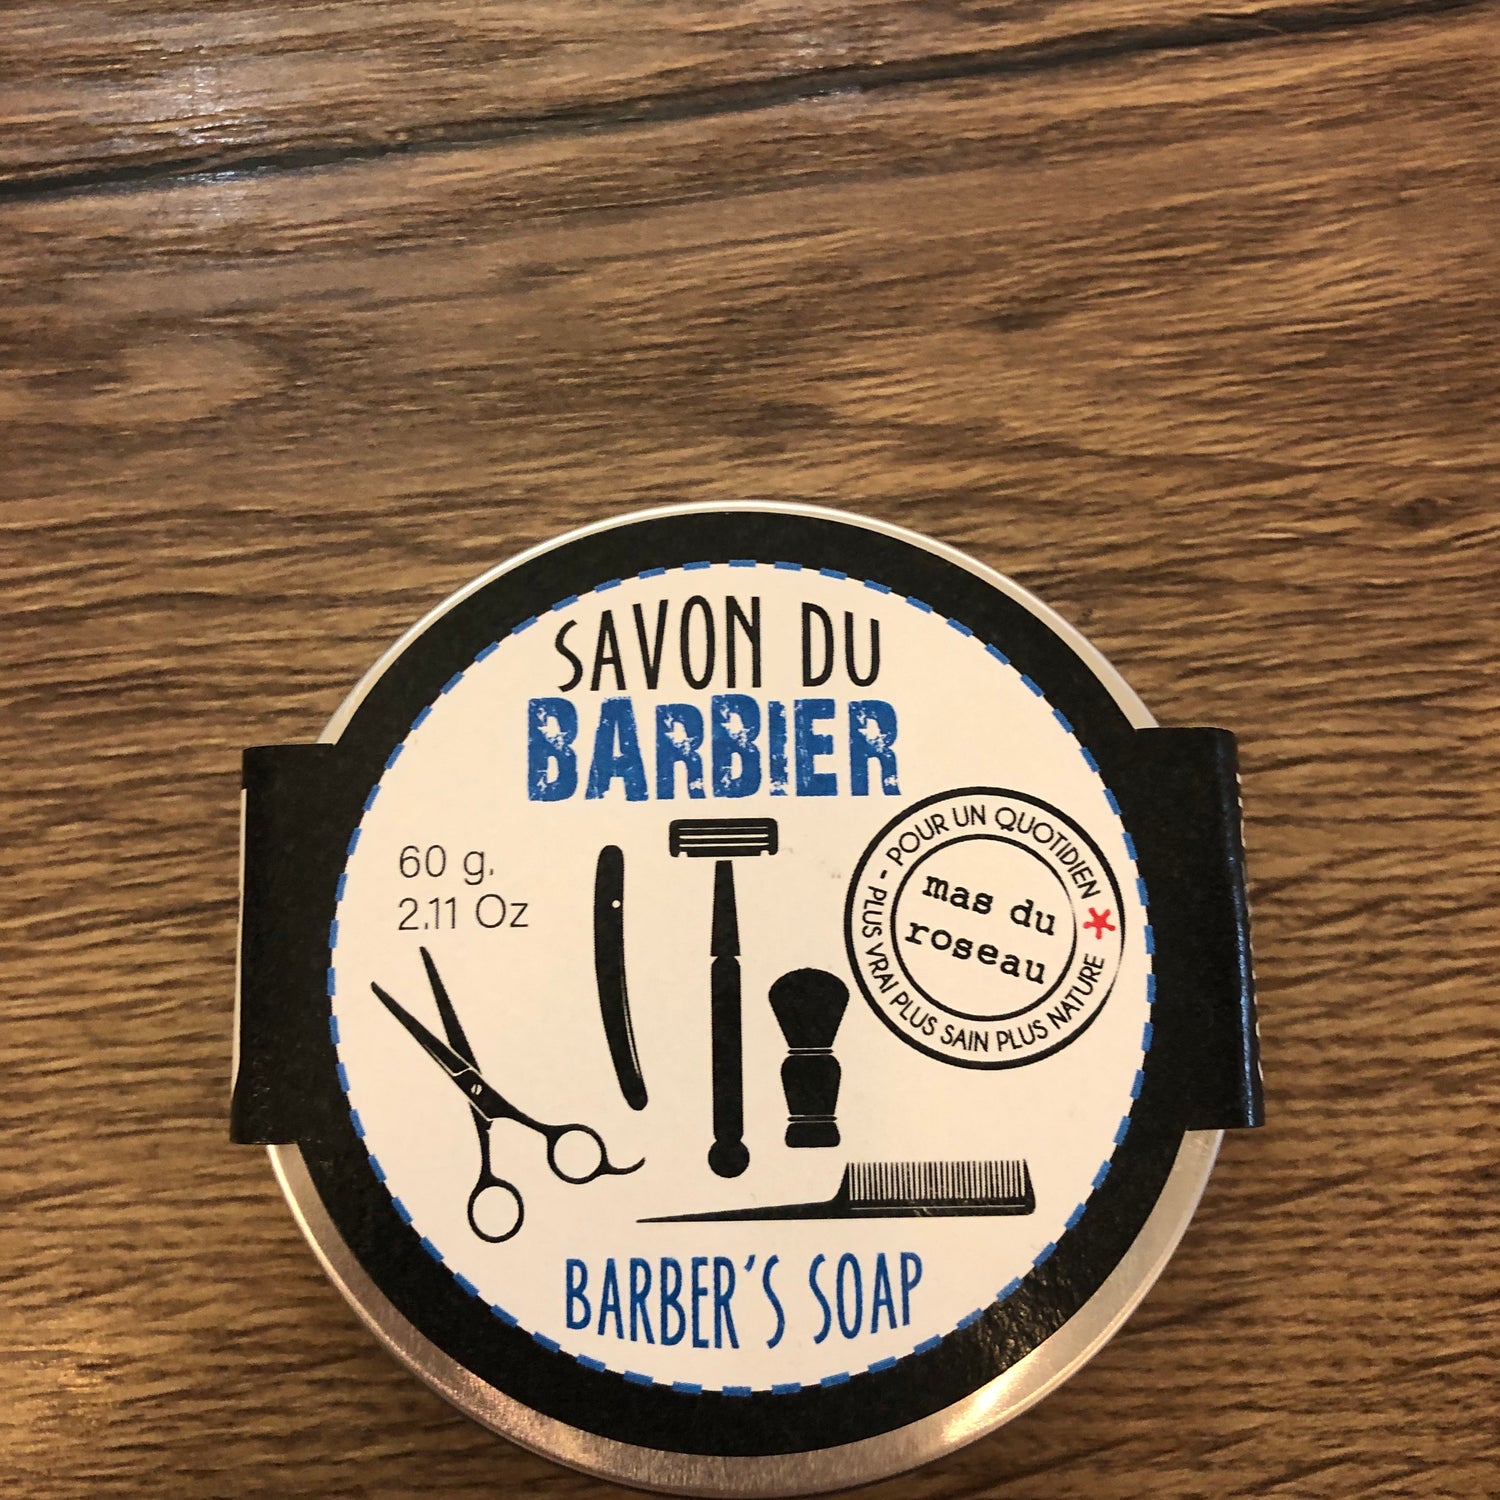 SAVON DU
BARBIER
60 g.
2.11 Oz
POUR UN QUOTIDIEN * PLUS VRAI PLUS SAIN PLUS NATURE -
mas du
roseau
BARBER'S SOAP